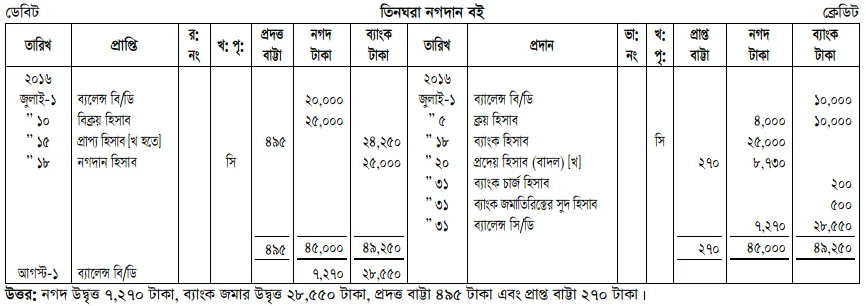 ডেবিট তিনঘরা নগদান বই ক্রেডিট
তারিখ প্রাপ্তি র: নং খ: পৃ: প্রদত্ত বাট্টা নগদ টাকা ব্যাংক টাকা তারিখ প্রদান ভা: নং খ: পৃ: প্রাপ্ত বাট্টা নগদ টাকা ব্যাংক টাকা
২০১৬ ২০১৬
জুলাই-১ ব্যালেন্স বি/ডি ২০,০০০ জুলাই-১ ব্যালেন্স বি/ডি ১০,০০০
” ১০ বিক্রয় হিসাব ২৫,০০০ ” ৫ ক্রয় হিসাব ৪,০০০ ১০,০০০
” ১৫ প্রাপ্য হিসাব [খ হতে] ৪৯৫ ২৪,২৫০ ” ১৮ ব্যাংক হিসাব সি ২৫,০০০
” ১৮ নগদান হিসাব সি ২৫,০০০ ” ২০ প্রদেয় হিসাব (বাদল) [খ] ২৭০ ৮,৭৩০
” ৩১ ব্যাংক চার্জ হিসাব ২০০
” ৩১ ব্যাংক জমাতিরিক্তের সুদ হিসাব ৫০০
” ৩১ ব্যালেন্স সি/ডি ৭,২৭০ ২৮,৫৫০
৪৯৫ ৪৫,০০০ ৪৯,২৫০ ২৭০ ৪৫,০০০ ৪৯,২৫০
আগস্ট-১ ব্যালেন্স বি/ডি ৭,২৭০ ২৮,৫৫০
উত্তর: নগদ উদ্বৃত্ত ৭,২৭০ টাকা, ব্যাংক জমার উদ্বৃত্ত ২৮,৫৫০ টাকা, প্রদত্ত বাট্টা ৪৯৫ টাকা এবং প্রাপ্ত বাট্টা ২৭০ টাকা।